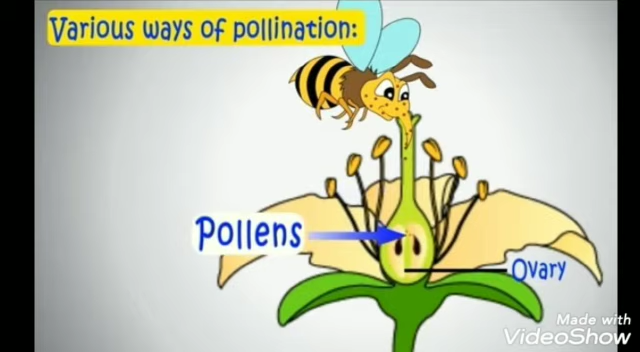 Various ways of pollination:
Pollens
Ovary
Made with
VideoShow